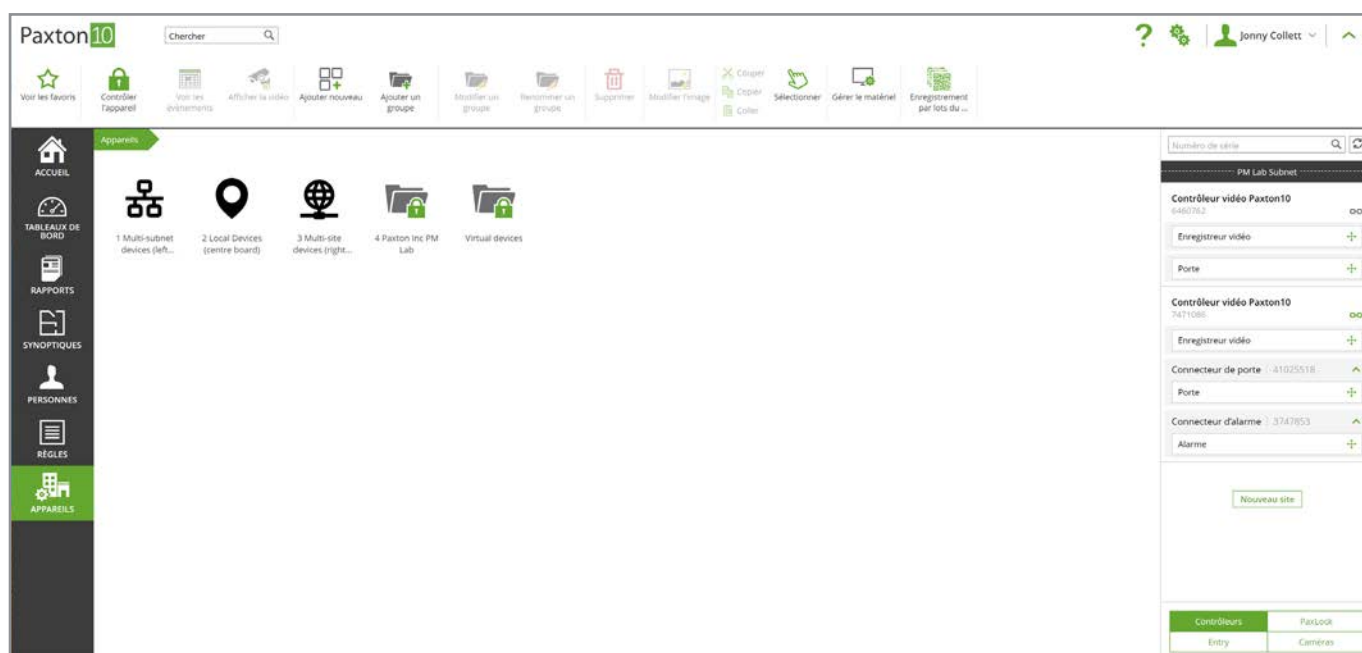 Paxton10
Chercher
Jonny Collett
Voir les favoris
Contrôler
l'appareil
Voir les
événements
Afficher la vidéo
Ajouter nouveau
Ajouter un
groupe
Modifier un
groupe
Renommer un
groupe
Supprimer
Modifier l'image
Couper
Copier
Coller
Sélectionner
Gérer le matériel
Enregistrement
par lots du ...
ACCUEIL
TABLEAUX DE
BORD
RAPPORTS
SYNOPTIQUES
PERSONNES
RÈGLES
APPAREILS
Appareils
1 Multi-subnet
devices (left...
2 Local Devices
(centre board)
3 Multi-site
devices (right...
4 Paxton Inc PM
Lab
Virtual devices
Numéro de série
PM Lab Subnet
Contrôleur vidéo Paxton10
6460762
Enregistreur vidéo
Porte
Contrôleur vidéo Paxton10
7471086
Enregistreur vidéo
Connecteur de porte 41025518
Porte
Connecteur d'alarme 3747853
Alarme
Nouveau site
Contrôleurs
PaxLock
Entry
Caméras